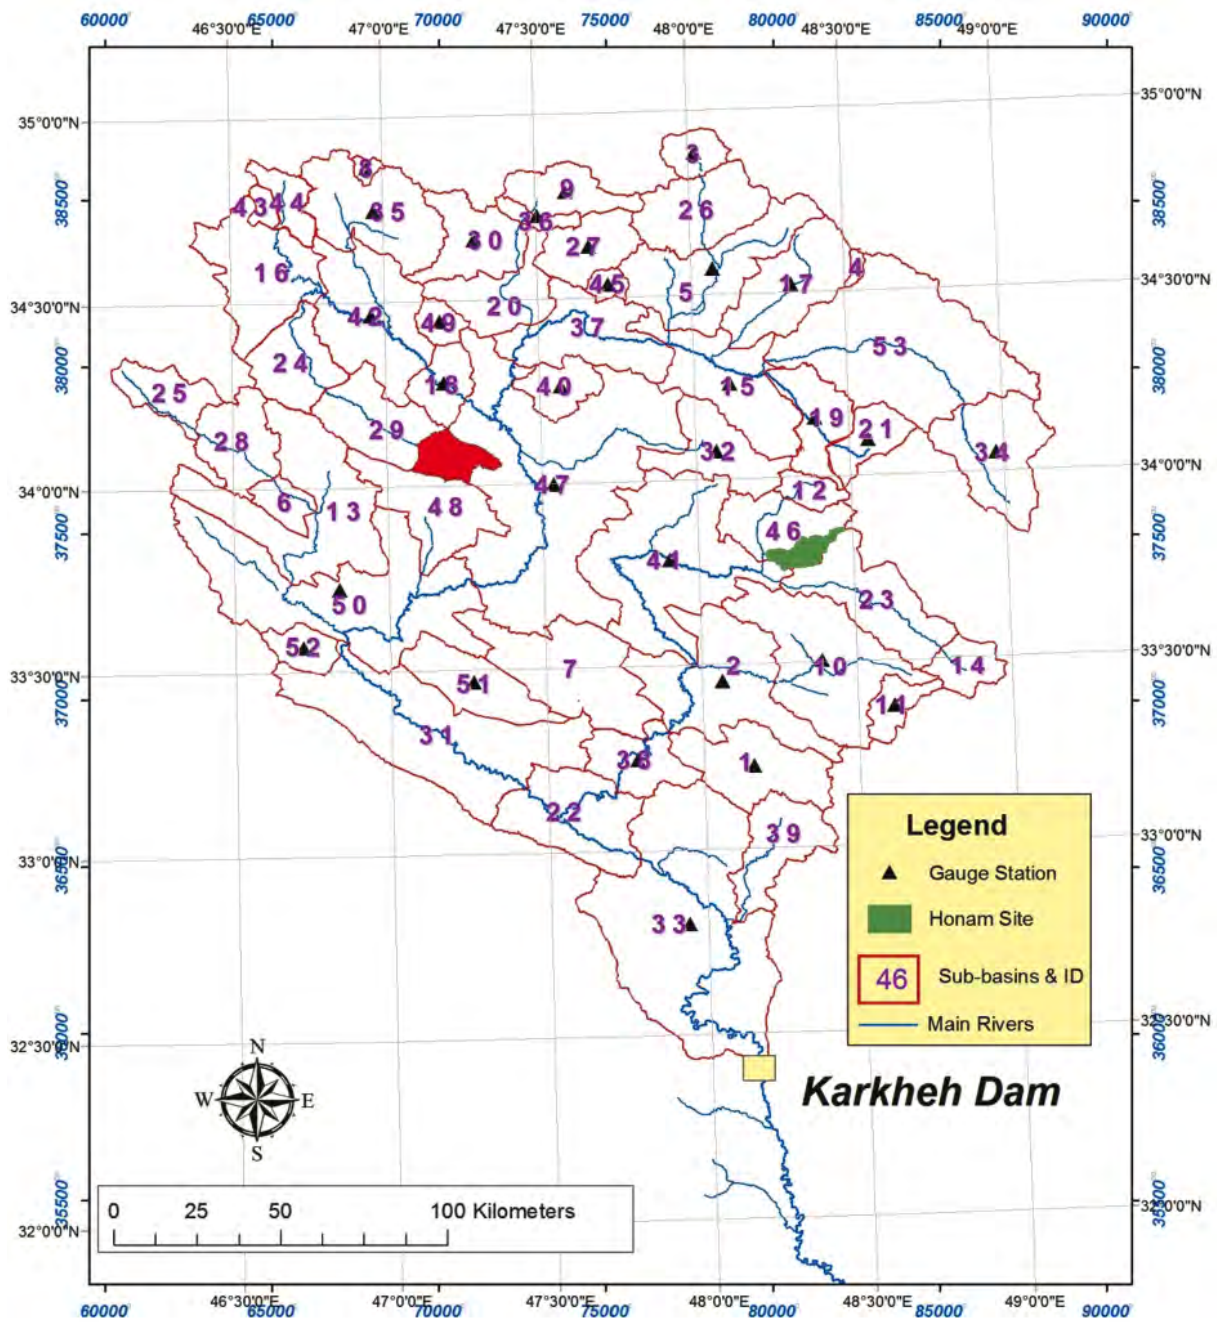 60000 65000 70000 75000 80000 85000 90000
46°30'0"E 47°0'0"E 47°30'0"E 48°0'0"E 48°30'0"E 49°0'0"E
35°0'0"N 35°0'0"N
38500 38500
34°30'0"N 34°30'0"N
38000 38000
34°0'0"N 34°0'0"N
37500 37500
33°30'0"N 33°30'0"N
37000 37000
33°0'0"N 33°0'0"N
36500 36500
32°30'0"N 32°30'0"N
36000 36000
32°0'0"N 32°0'0"N
35500 35500
3
8
9
43 44 35 36 26
30 27
16 45 5 17 4
20
42 49 37
53
24
18 40 15
25
19 21
28 29
32 34
47 12
6 13 48
46
41
50 23
52
7 2 10 14
51
11
31
38 1
22
39
33
Legend
Gauge Station
Honam Site
46 Sub-basins & ID
Main Rivers
Karkheh Dam
N
W E
S
0 25 50 100 Kilometers
46°30'0"E 47°0'0"E 47°30'0"E 48°0'0"E 48°30'0"E 49°0'0"E
60000 65000 70000 75000 80000 85000 90000